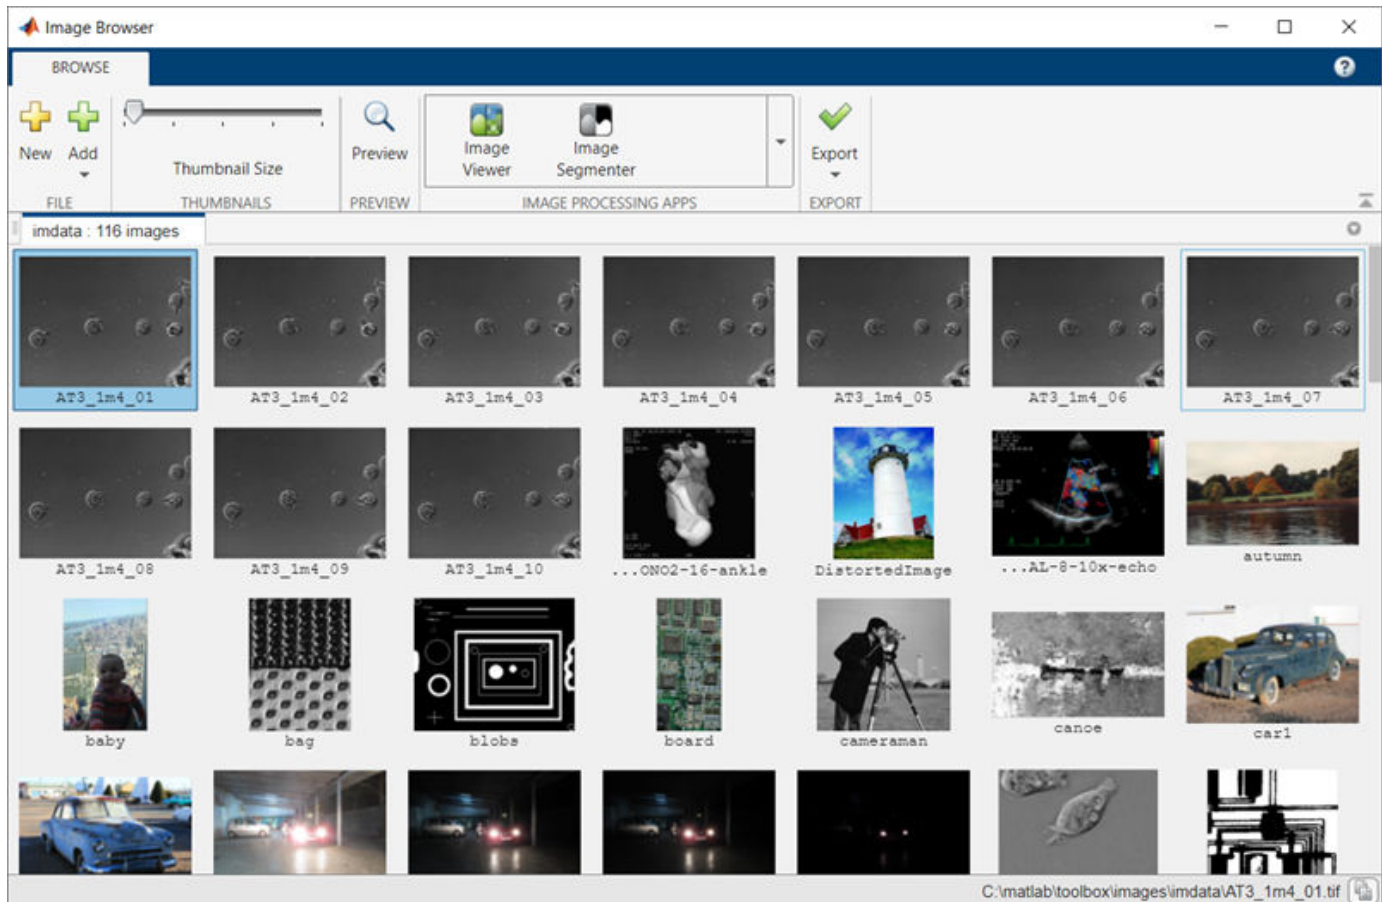 Image Browser
BROWSE
New Add
Thumbnail Size
Preview
Image Viewer
Image Segmenter
Export
FILE
THUMBNAILS
PREVIEW
IMAGE PROCESSING APPS
EXPORT
imdata : 116 images
AT3_1m4_01 AT3_1m4_02 AT3_1m4_03 AT3_1m4_04 AT3_1m4_05 AT3_1m4_06 AT3_1m4_07
AT3_1m4_08 AT3_1m4_09 AT3_1m4_10 ...ONO2-16-ankle DistortedImage ...AL-8-10x-echo autumn
baby bag blobs board cameraman canoe car1
C:\matlab\toolbox\images\imdata\AT3_1m4_01.tif